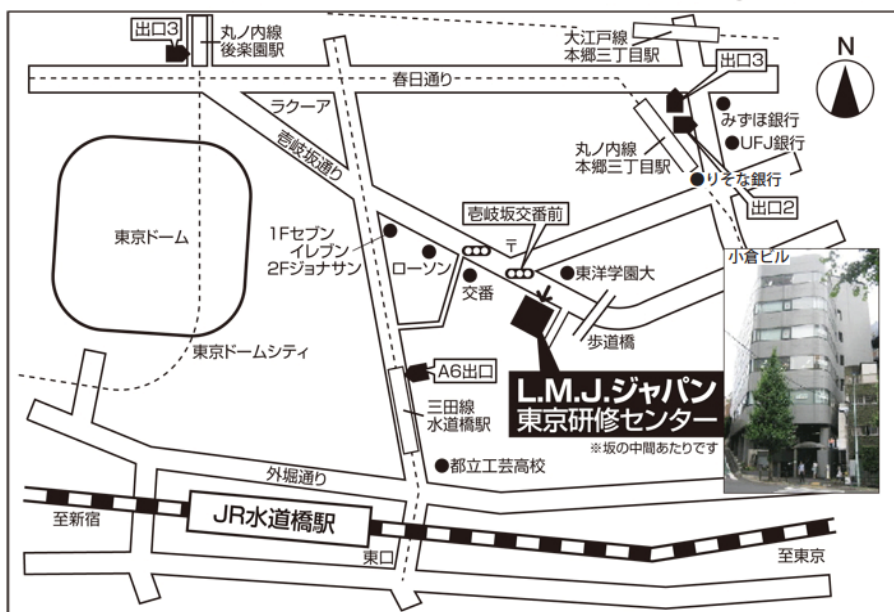 出口3
丸ノ内線
後楽園駅
大江戸線
本郷三丁目駅
出口3
N
春日通り
ラクーア
みずほ銀行
UFJ銀行
丸ノ内線
本郷三丁目駅
りそな銀行
出口2
壱岐坂通り
壱岐坂交番前
〒
東京ドーム
1Fセブン
イレブン
2Fジョナサン
ローソン
交番
東洋学園大
小倉ビル
歩道橋
東京ドームシティ
A6出口
三田線
水道橋駅
L.M.J.ジャパン
東京研修センター
※坂の中間あたりです
都立工芸高校
外堀通り
至新宿
JR水道橋駅
東口
至東京